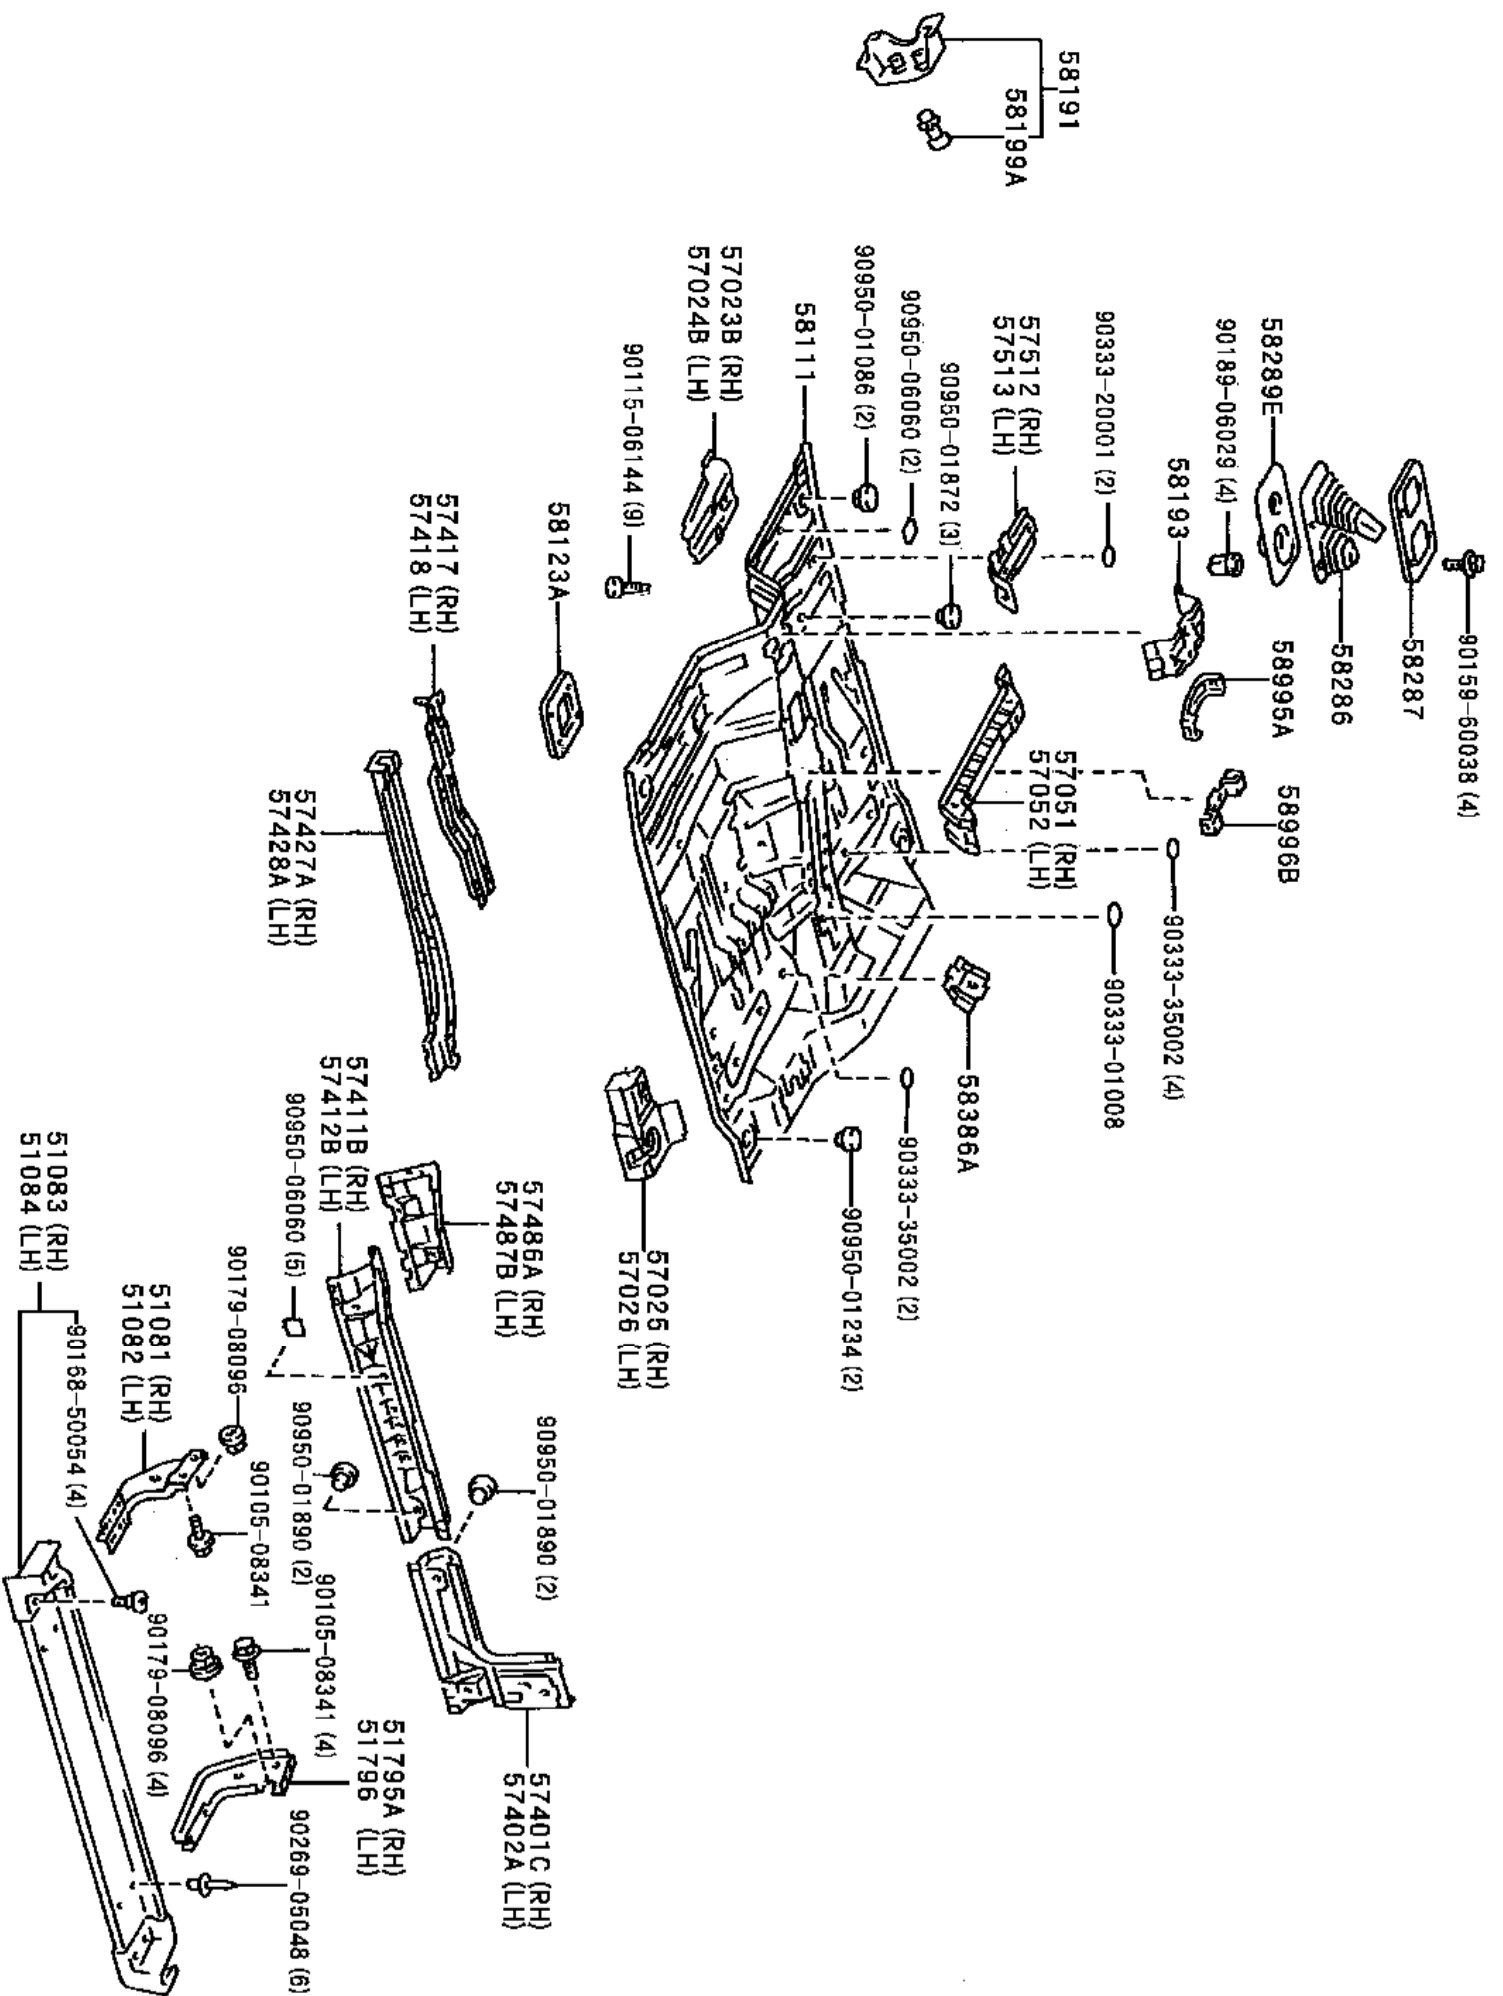 58191
58199A
90159-60038 (4)
58287
58286
58289E
90189-06029 (4)
58193
58995A
58996B
90333-20001 (2)
57512 (RH)
57513 (LH)
90950-01872 (3)
90950-06060 (2)
90950-01086 (2)
58111
57023B (RH)
57024B (LH)
90115-06144 (9)
58123A
57417 (RH)
57418 (LH)
57427A (RH)
57428A (LH)
57051 (RH)
57052 (LH)
90333-35002 (4)
90333-01008
58386A
90333-35002 (2)
90950-01234 (2)
57025 (RH)
57026 (LH)
57486A (RH)
57487B (LH)
57411B (RH)
57412B (LH)
90950-06060 (5)
90950-01890 (2)
90950-01890 (2)
57401C (RH)
57402A (LH)
90179-08096
51081 (RH)
51082 (LH)
90105-08341
51083 (RH)
51084 (LH)
90168-50054 (4)
90105-08341 (4)
90179-08096 (4)
51795A (RH)
51796 (LH)
90269-05048 (6)